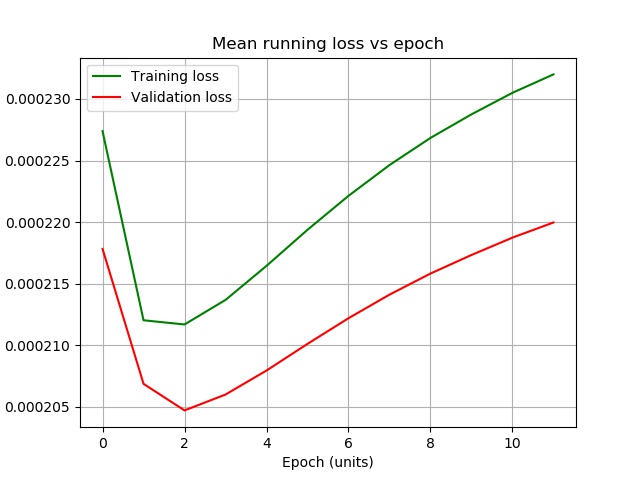 Mean running loss vs epoch
Training loss
Validation loss
0.000230
0.000225
0.000220
0.000215
0.000210
0.000205
0 2 4 6 8 10
Epoch (units)